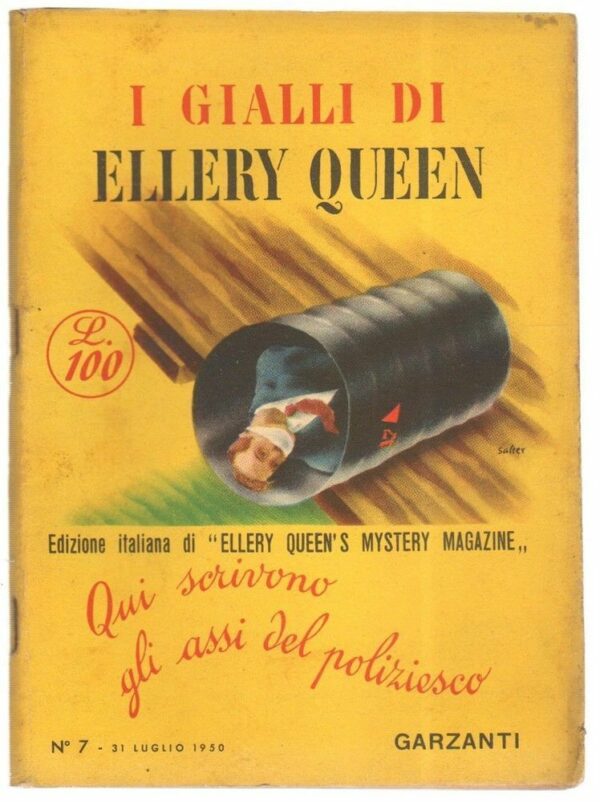 I GIALLI DI
ELLERY QUEEN
L.
100
salter
Edizione italiana di "ELLERY QUEEN'S MYSTERY MAGAZINE„
Qui scrivono
gli assi del poliziesco
Nº 7 - 31 LUGLIO 1950
GARZANTI